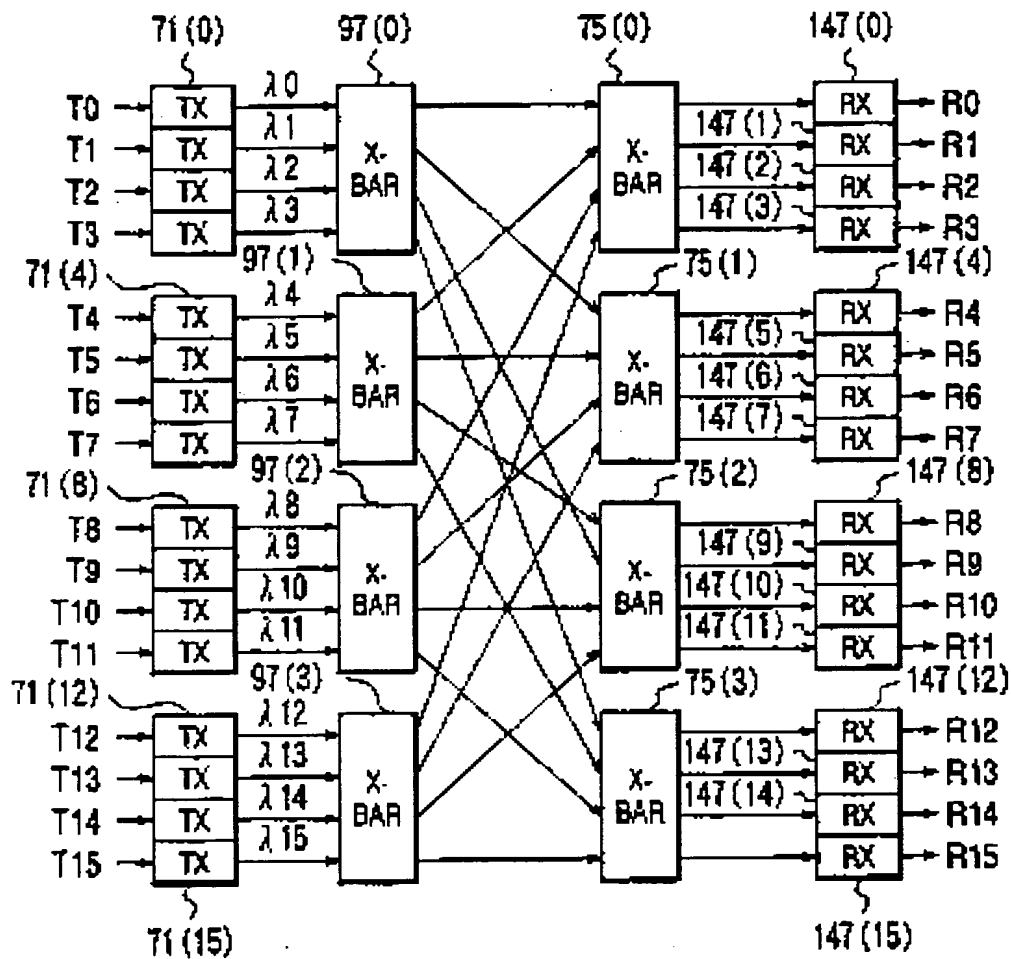 71(0) 97(0) 75(0) 147(0)
T0 TX λ0 RX R0
T1 TX λ1 X-BAR X-BAR 147(1) RX R1
T2 TX λ2 147(2) RX R2
T3 TX λ3 147(3) RX R3
71(4) 97(1) 75(1) 147(4)
T4 TX λ4 RX R4
T5 TX λ5 X-BAR X-BAR 147(5) RX R5
T6 TX λ6 147(6) RX R6
T7 TX λ7 147(7) RX R7
71(8) 97(2) 75(2) 147(8)
T8 TX λ8 RX R8
T9 TX λ9 X-BAR X-BAR 147(9) RX R9
T10 TX λ10 147(10) RX R10
T11 TX λ11 147(11) RX R11
71(12) 97(3) 75(3) 147(12)
T12 TX λ12 RX R12
T13 TX λ13 X-BAR X-BAR 147(13) RX R13
T14 TX λ14 147(14) RX R14
T15 TX λ15 RX R15
71(15) 147(15)